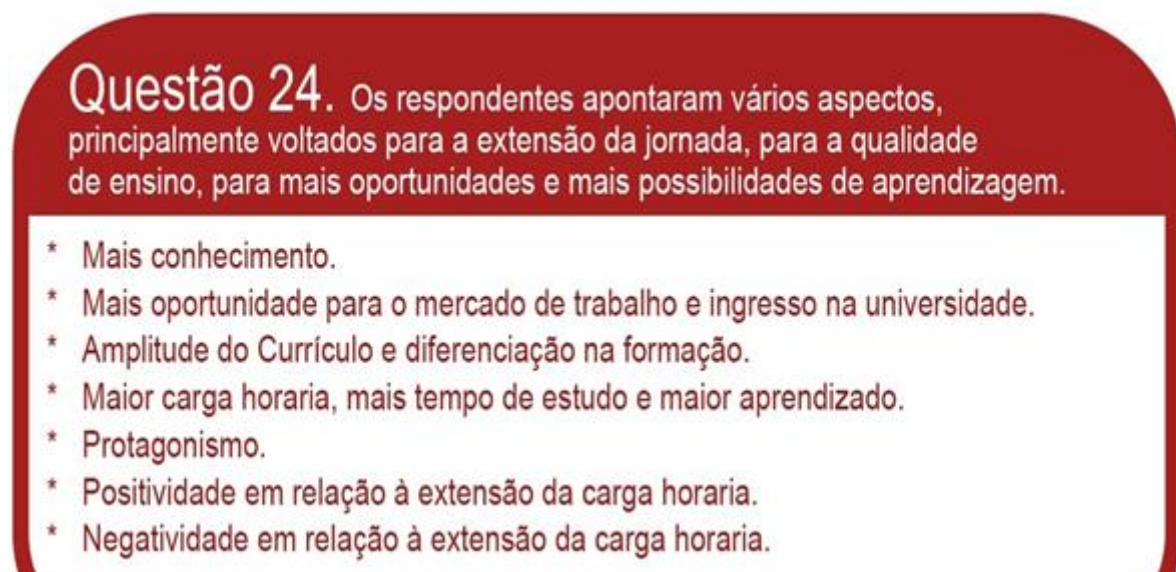 Questão 24. Os respondentes apontaram vários aspectos,
principalmente voltados para a extensão da jornada, para a qualidade
de ensino, para mais oportunidades e mais possibilidades de aprendizagem.
* Mais conhecimento.
* Mais oportunidade para o mercado de trabalho e ingresso na universidade.
* Amplitude do Currículo e diferenciação na formação.
* Maior carga horaria, mais tempo de estudo e maior aprendizado.
* Protagonismo.
* Positividade em relação à extensão da carga horaria.
* Negatividade em relação à extensão da carga horaria.